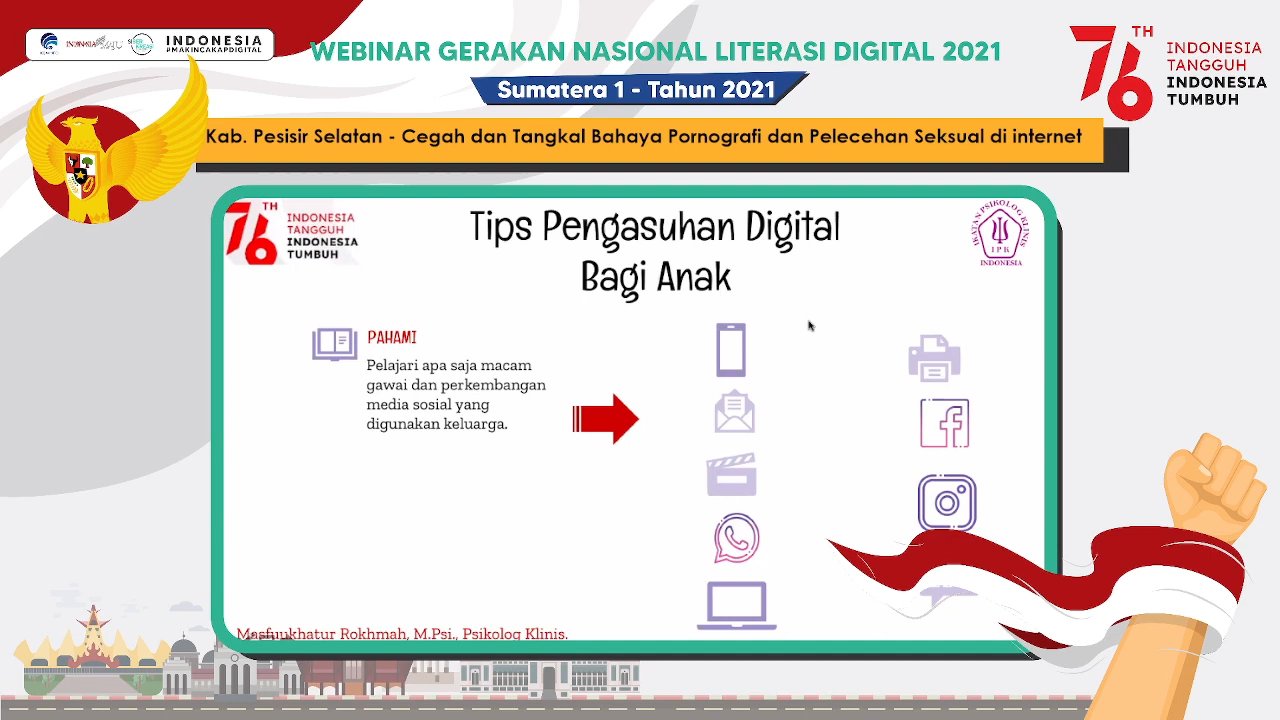 INDONESIA
#MAKINCAKAPDIGITAL
WEBINAR GERAKAN NASIONAL LITERASI DIGITAL 2021
Sumatera 1 - Tahun 2021
76 TH
INDONESIA
TANGGUH
INDONESIA
TUMBUH
Kab. Pesisir Selatan - Cegah dan Tangkal Bahaya Pornografi dan Pelecehan Seksual di internet
76 TH
INDONESIA
TANGGUH
INDONESIA
TUMBUH
Tips Pengasuhan Digital
Bagi Anak
IKATAN PSIKOLOG KLINIS
IPK
INDONESIA
PAHAMI
Pelajari apa saja macam
gawai dan perkembangan
media sosial yang
digunakan keluarga.
Masfuukhatur Rokhmah, M.Psi., Psikolog Klinis.